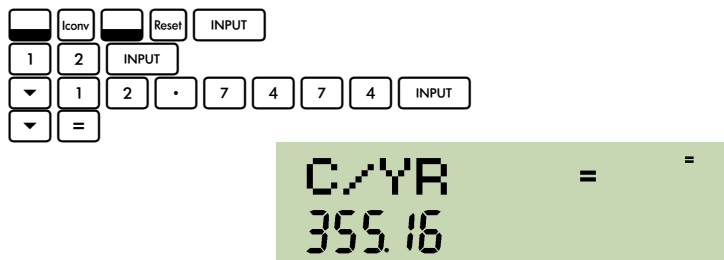 Iconv Reset INPUT
1 2 INPUT
1 2 . 7 4 7 4 INPUT
=
C/YR = =
355.16